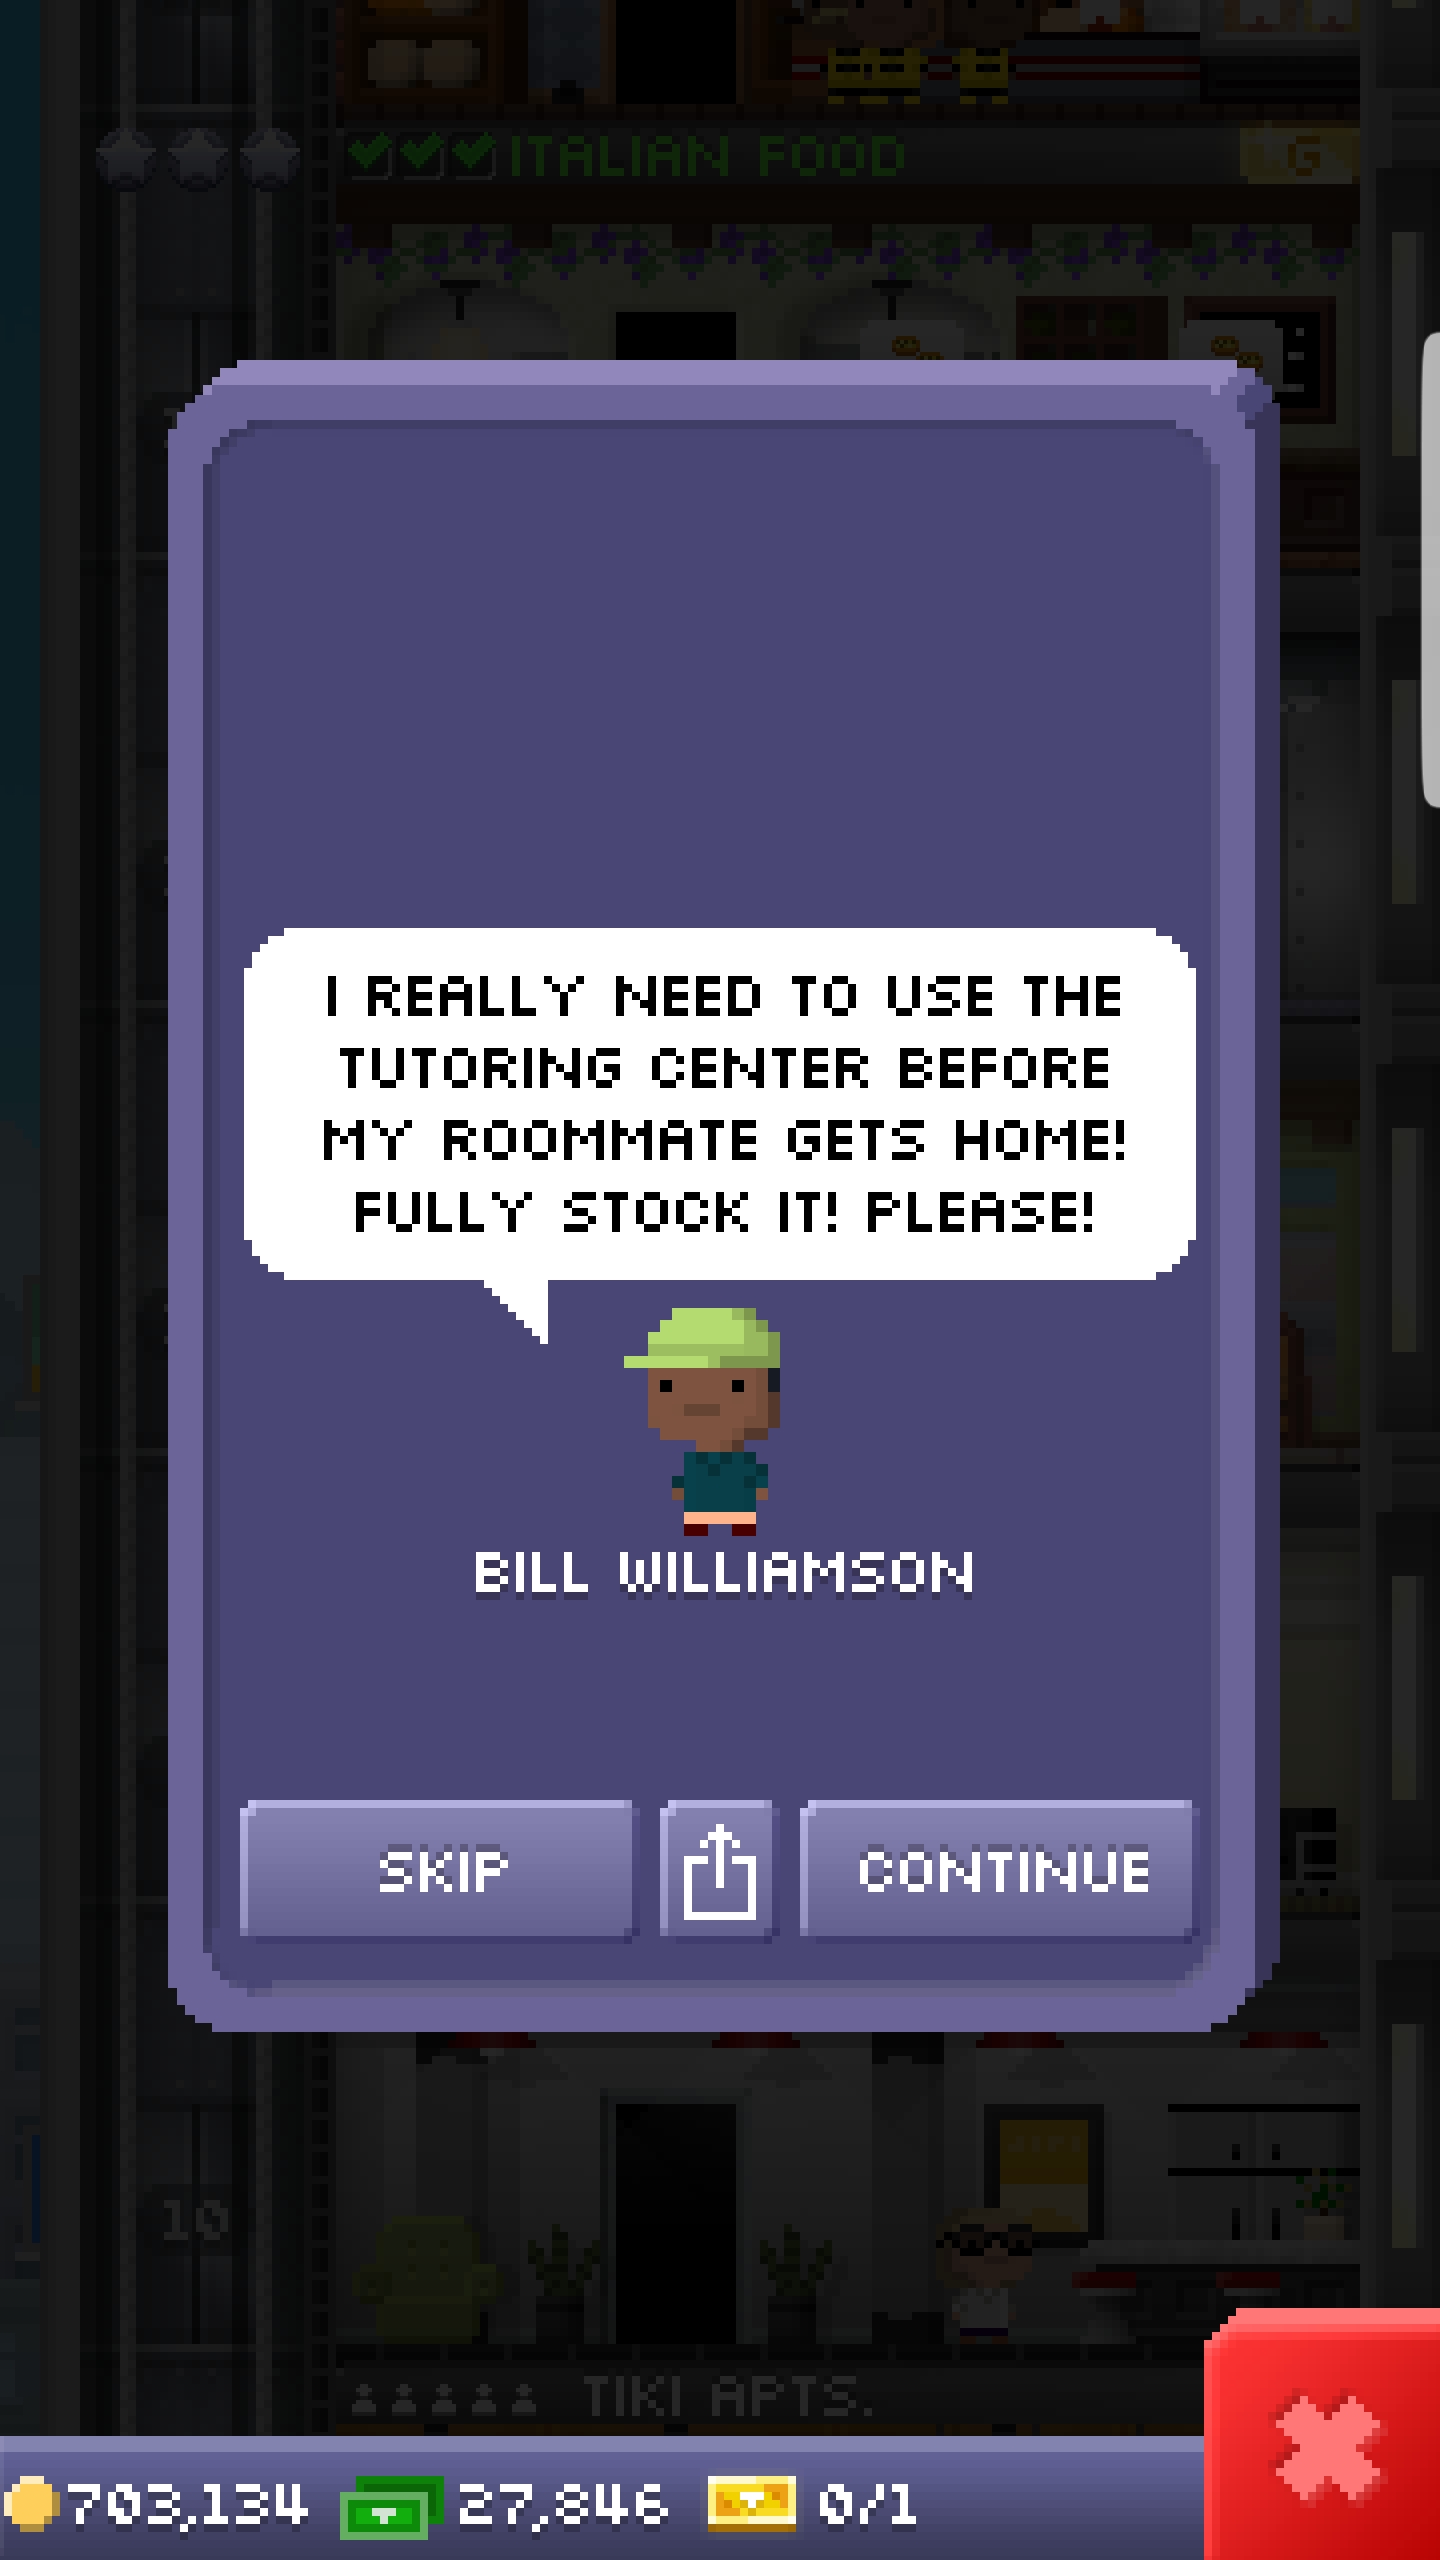 ITALIAN FOOD
G
I REALLY NEED TO USE THE
TUTORING CENTER BEFORE
MY ROOMMATE GETS HOME!
FULLY STOCK IT! PLEASE!
BILL WILLIAMSON
SKIP
CONTINUE
10
TIKI APTS.
703,134
27,846
0/1